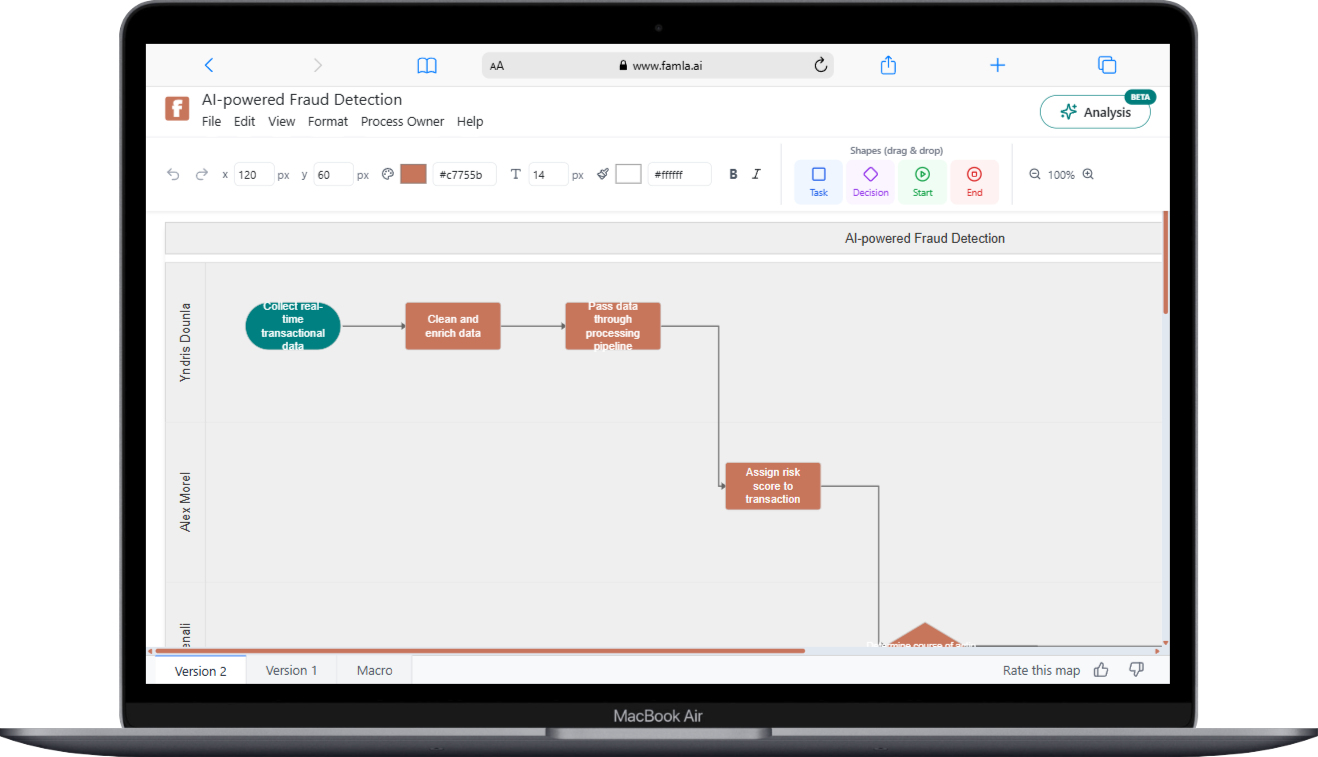 AA
www.famla.ai
f
AI-powered Fraud Detection
BETA
Analysis
File Edit View Format Process Owner Help
Shapes (drag & drop)
x 120 px y 60 px #c7755b T 14 px #ffffff B I
Task Decision Start End
100%
AI-powered Fraud Detection
Yndris Dounla
Collect real-
time
transactional
data
Clean and
enrich data
Pass data
through
processing
pipeline
Alex Morel
Assign risk
score to
transaction
enali
Version 2 Version 1 Macro
Rate this map
MacBook Air